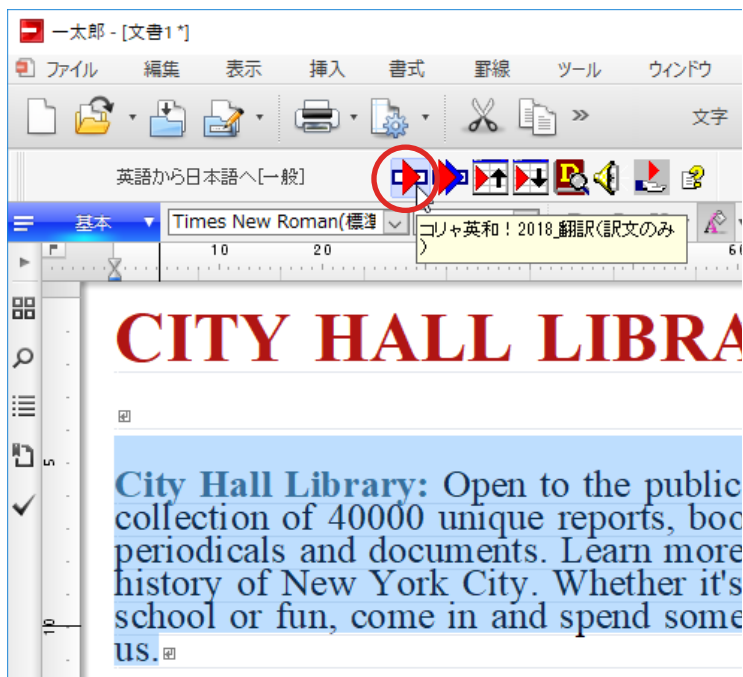 一太郎 - [文書1 *]
ファイル 編集 表示 挿入 書式 罫線 ツール ウィンドウ
文字
英語から日本語へ[一般]
基本 Times New Roman(標準
コリャ英和！2018_翻訳(訳文のみ
)
10 20 60
CITY HALL LIBRA
5
City Hall Library: Open to the public
collection of 40000 unique reports, boo
periodicals and documents. Learn more
history of New York City. Whether it's
school or fun, come in and spend some
10
us.